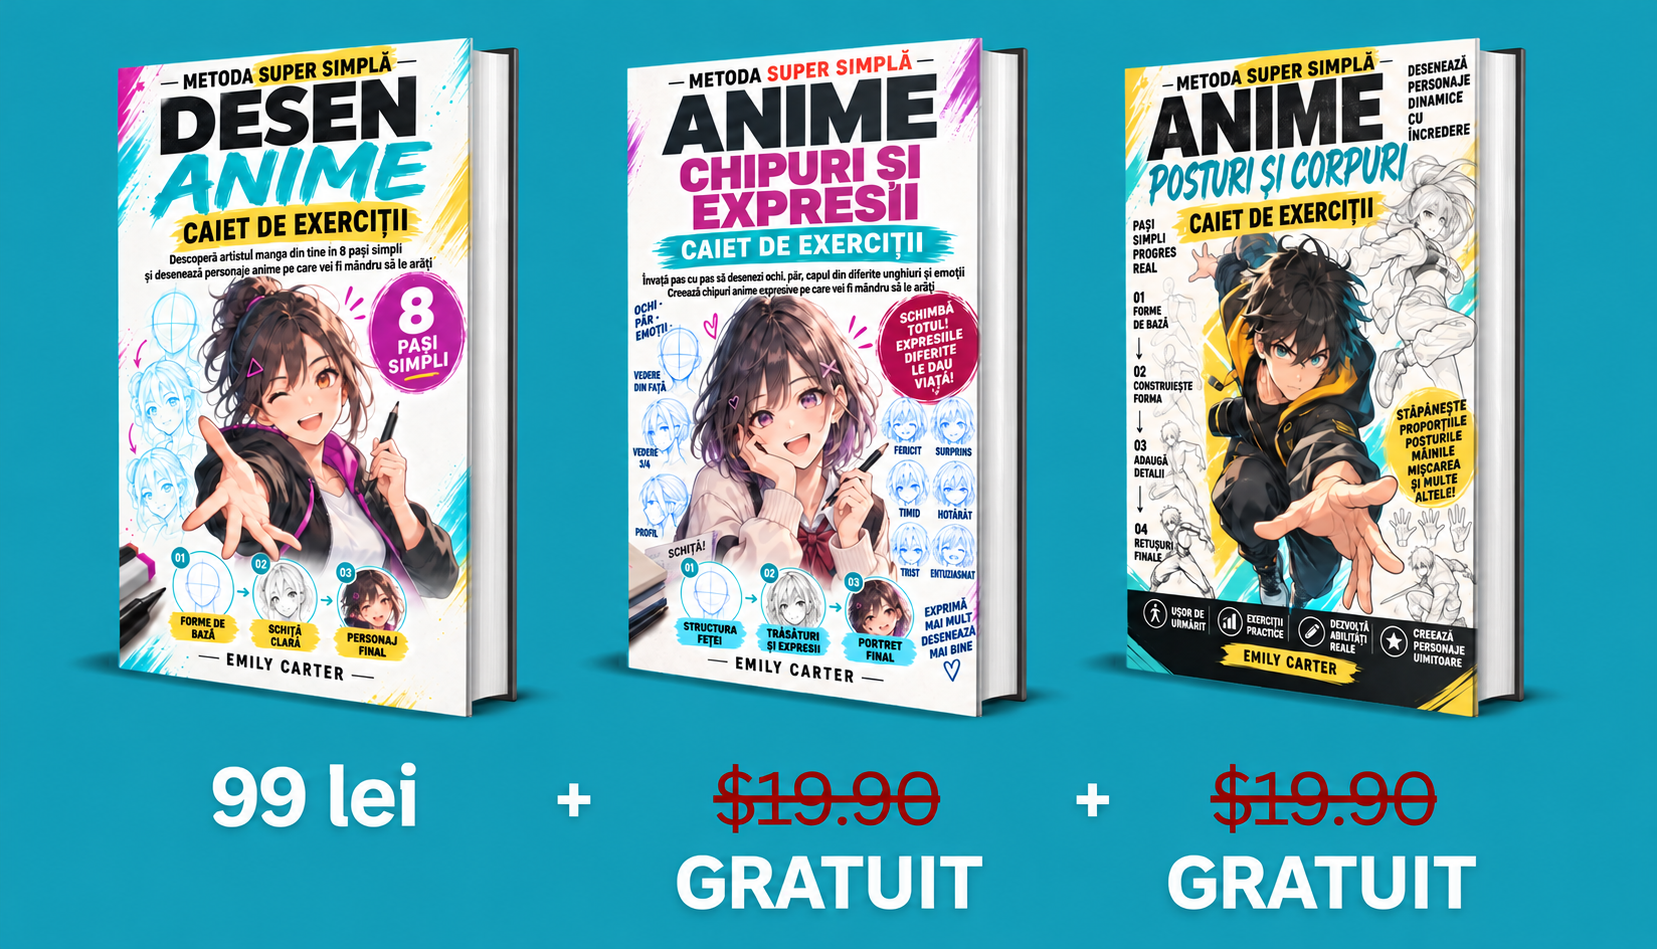 METODA SUPER SIMPLĂ
DESEN
ANIME
CAIET DE EXERCIȚII
Descoperă artistul manga din tine in 8 pași simpli
și desenează personaje anime pe care vei fi mândru să le arăți
8
PAȘI
SIMPLI
01
02
03
FORME DE
BAZĂ
SCHIȚĂ
CLARĂ
PERSONAJ
FINAL
EMILY CARTER
METODA SUPER SIMPLĂ
ANIME
CHIPURI ȘI
EXPRESII
CAIET DE EXERCIȚII
Învață pas cu pas să desenezi ochi, păr, capul din diferite unghiuri și emoții
Creează chipuri anime expresive pe care vei fi mândru să le arăți
OCHI •
PĂR •
EMOȚII •
SCHIMBĂ
TOTUL!
EXPRESIILE
DIFERITE
LE DAU
VIAȚĂ!
VEDERE
DIN FAȚĂ
VEDERE
3/4
PROFIL
FERICIT
SURPRINS
TIMID
HOTĂRÂT
TRIST
ENTUZIASMAT
SCHIȚĂ!
01
02
03
STRUCTURA
FEȚEI
TRĂSĂTURI
ȘI EXPRESII
PORTRET
FINAL
EXPRIMĂ
MAI MULT
DESENEAZĂ
MAI BINE
EMILY CARTER
METODA SUPER SIMPLĂ
ANIME
POSTURI ȘI CORPURI
CAIET DE EXERCIȚII
DESENEAZĂ
PERSONAJE
DINAMICE
CU
ÎNCREDERE
PAȘI
SIMPLI
PROGRES
REAL
01
FORME
DE BAZĂ
02
CONSTRUIEȘTE
FORMA
03
ADAUGĂ
DETALII
04
RETUȘURI
FINALE
STĂPÂNEȘTE
PROPORȚIILE
POSTURILE
MÂINILE
MIȘCAREA
ȘI MULTE
ALTELE!
UȘOR DE
URMĂRIT
EXERCIȚII
PRACTICE
DEZVOLTĂ
ABILITĂȚI
REALE
CREEAZĂ
PERSONAJE
UIMITOARE
EMILY CARTER
99 lei + $19.90 + $19.90
GRATUIT GRATUIT